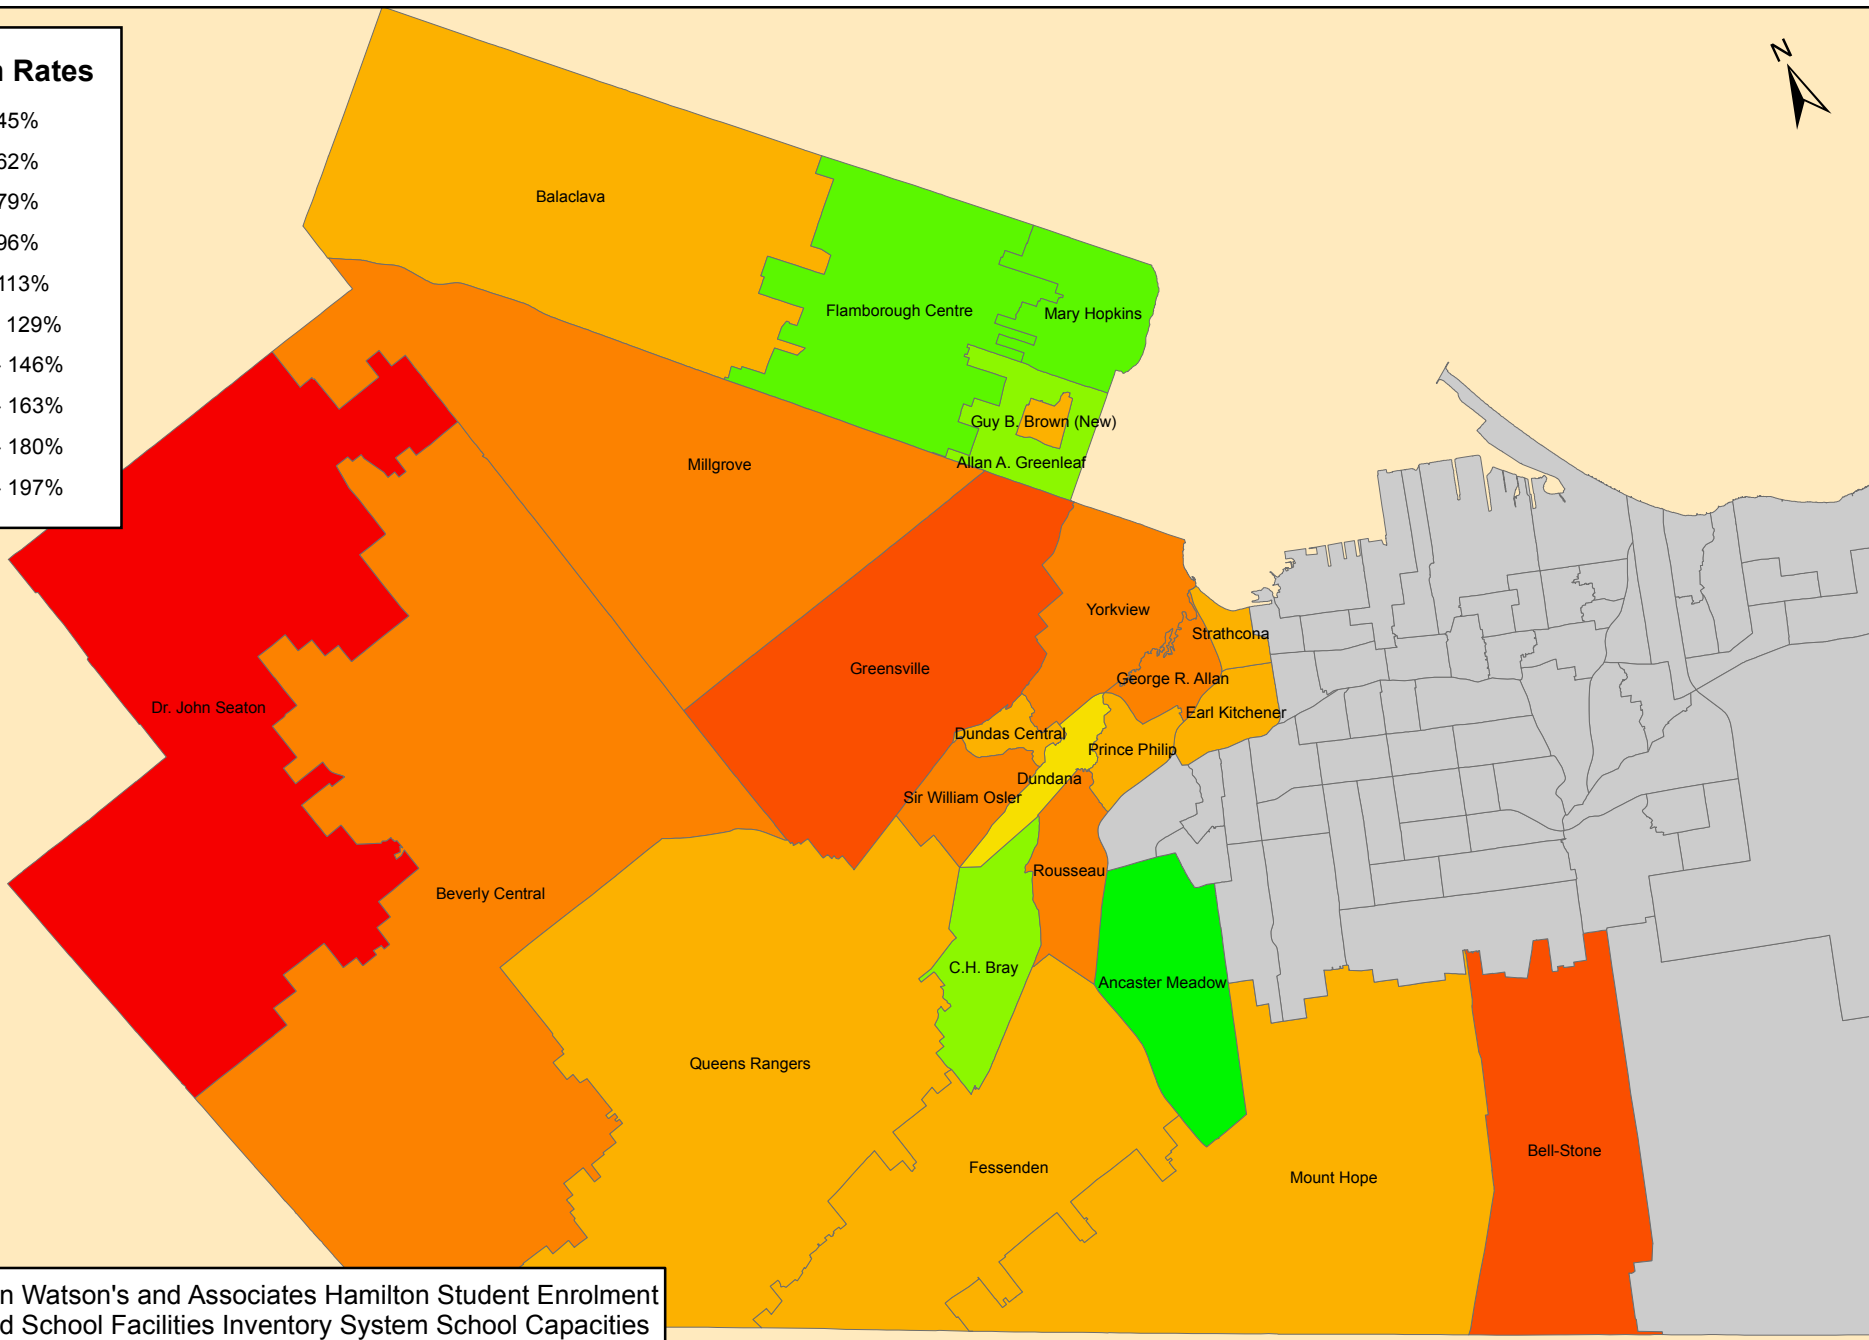 Rates
45%
62%
79%
96%
113%
129%
- 146%
- 163%
- 180%
- 197%
N
Balaclava
Flamborough Centre
Mary Hopkins
Guy B. Brown (New)
Allan A. Greenleaf
Millgrove
Yorkview
Strathcona
Greensville
George R. Allan
Dr. John Seaton
Earl Kitchener
Dundas Central
Prince Philip
Dundana
Sir William Osler
Rousseau
Beverly Central
C.H. Bray
Ancaster Meadow
Queens Rangers
Bell-Stone
Fessenden
Mount Hope
Watson's and Associates Hamilton Student Enrolment
School Facilities Inventory System School Capacities